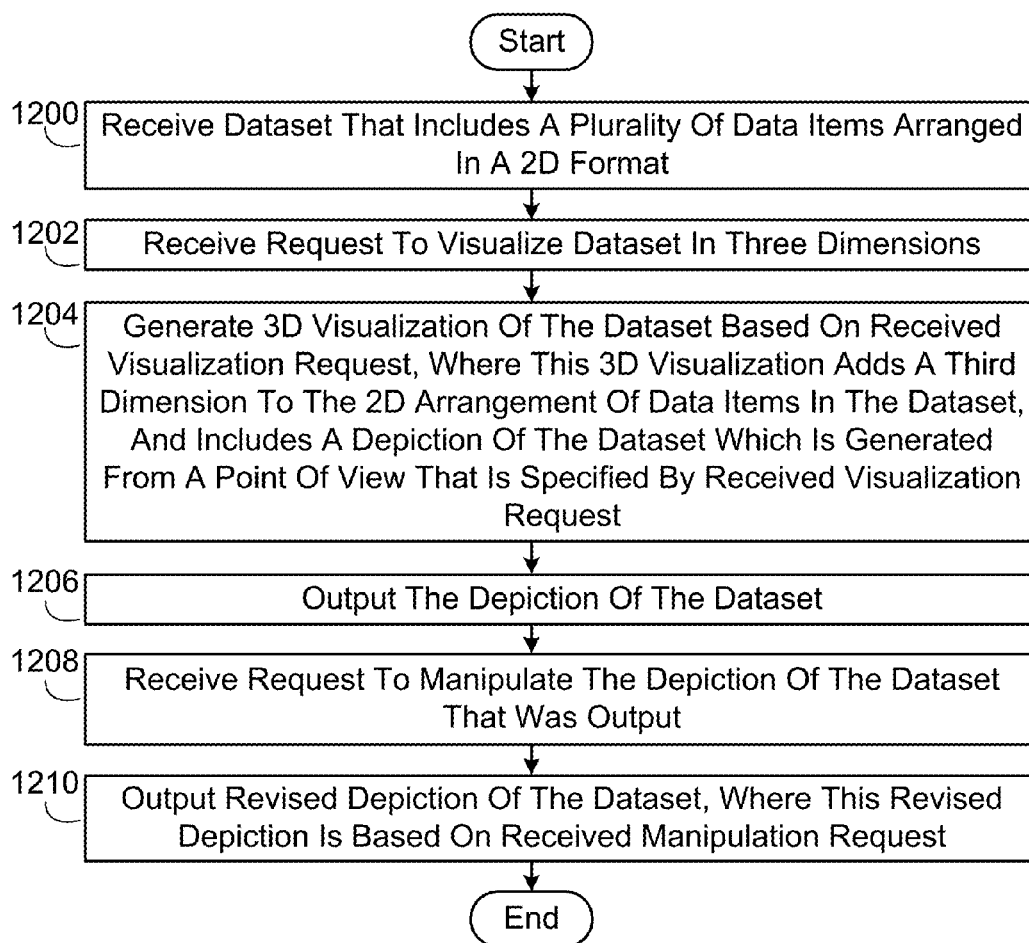 Start
1200
Receive Dataset That Includes A Plurality Of Data Items Arranged
In A 2D Format
1202
Receive Request To Visualize Dataset In Three Dimensions
1204
Generate 3D Visualization Of The Dataset Based On Received
Visualization Request, Where This 3D Visualization Adds A Third
Dimension To The 2D Arrangement Of Data Items In The Dataset,
And Includes A Depiction Of The Dataset Which Is Generated
From A Point Of View That Is Specified By Received Visualization
Request
1206
Output The Depiction Of The Dataset
1208
Receive Request To Manipulate The Depiction Of The Dataset
That Was Output
1210
Output Revised Depiction Of The Dataset, Where This Revised
Depiction Is Based On Received Manipulation Request
End